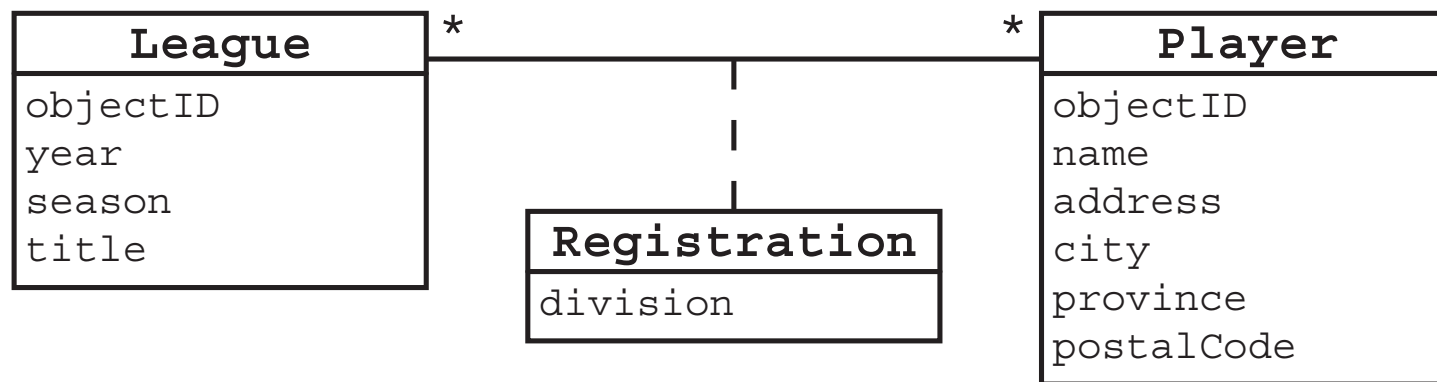 League
objectID
year
season
title
*
*
Registration
division
Player
objectID
name
address
city
province
postalCode